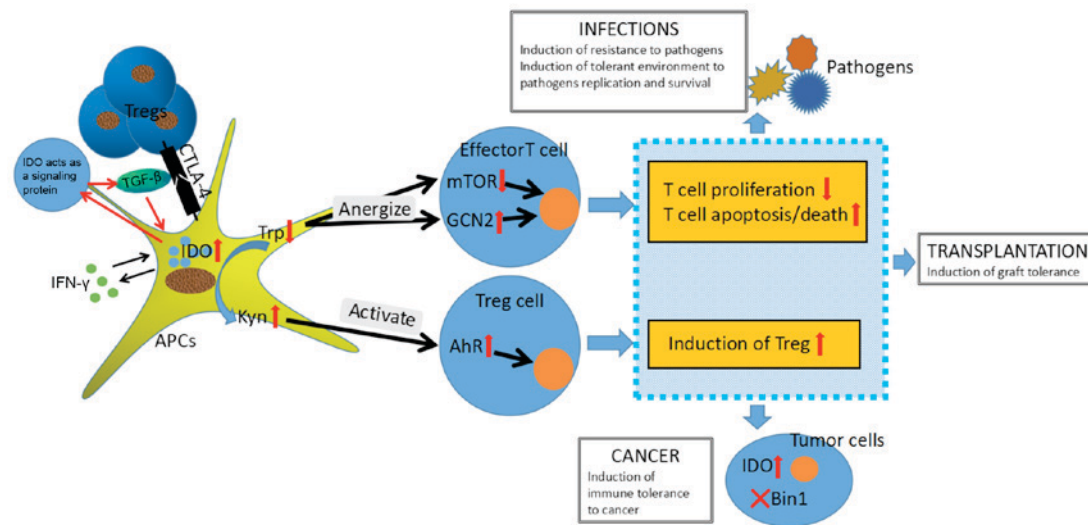 INFECTIONS
Induction of resistance to pathogens
Induction of tolerant environment to
pathogens replication and survival
Pathogens
Tregs
CTLA-4
IDO acts as
a signaling
protein
TGF-β
IDO
Trp
IFN-γ
Kyn
APCs
Anergize
Activate
EffectorT cell
mTOR
GCN2
Treg cell
AhR
T cell proliferation
T cell apoptosis/death
Induction of Treg
TRANSPLANTATION
Induction of graft tolerance
CANCER
Induction of
immune tolerance
to cancer
Tumor cells
IDO
Bin1